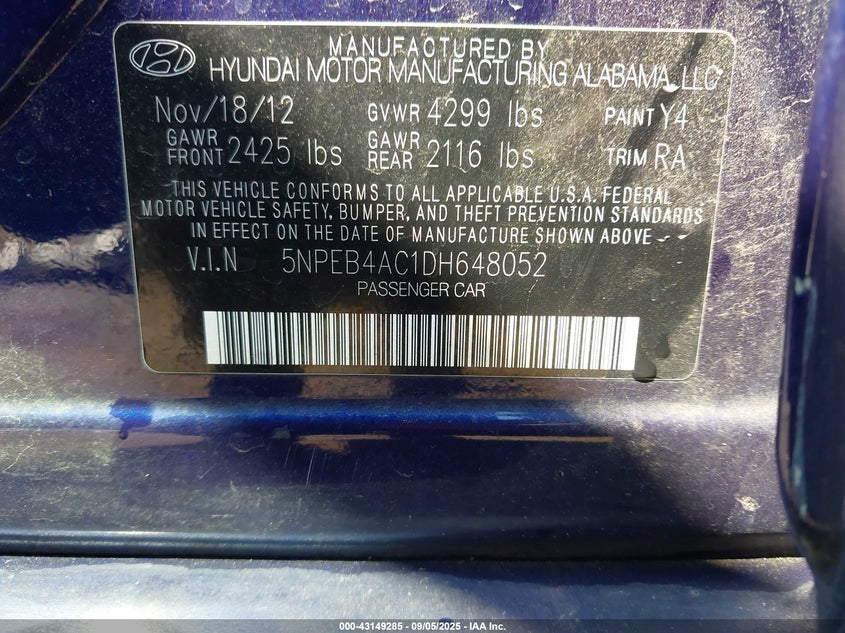 MANUFACTURED BY
HYUNDAI MOTOR MANUFACTURING ALABAMA, LLC
Nov/18/12 GVWR 4299 lbs PAINT Y4
GAWR FRONT 2425 lbs GAWR REAR 2116 lbs TRIM RA
THIS VEHICLE CONFORMS TO ALL APPLICABLE U.S.A. FEDERAL
MOTOR VEHICLE SAFETY, BUMPER, AND THEFT PREVENTION STANDARDS
IN EFFECT ON THE DATE OF MANUFACTURE SHOWN ABOVE.
V.I.N 5NPEB4AC1DH648052
PASSENGER CAR
000-43149285 - 09/05/2025 - IAA Inc.